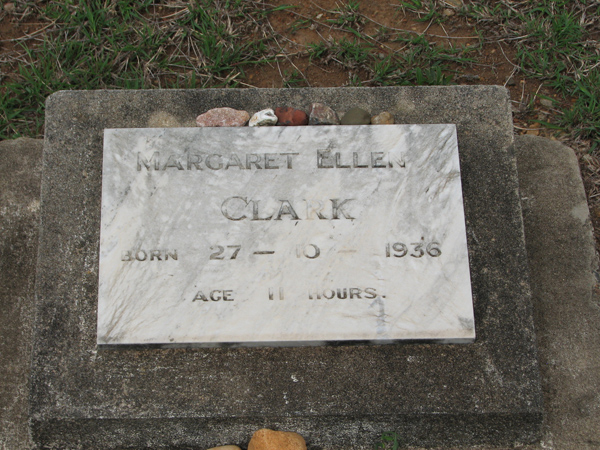 MARGARET ELLEN
CLARK
BORN 27 — 10 — 1936
AGE 11 HOURS.